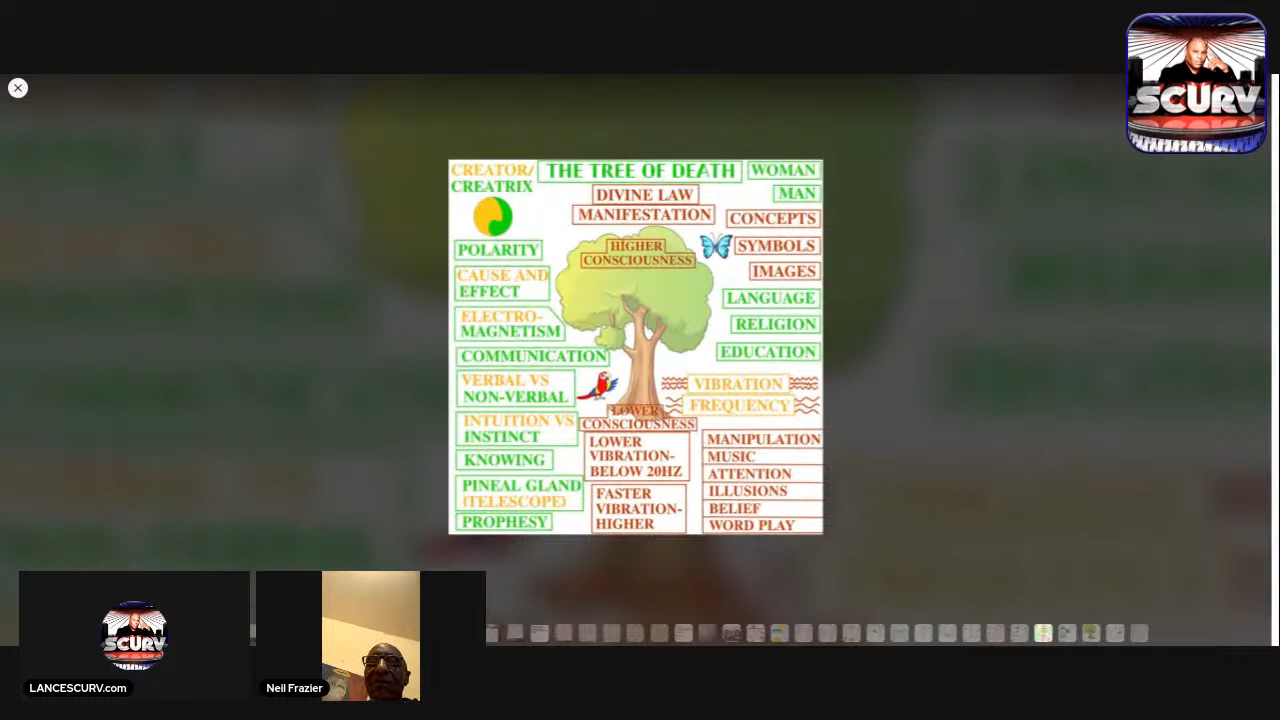 SCURV
CREATOR/
CREATRIX
THE TREE OF DEATH
WOMAN
DIVINE LAW
MAN
MANIFESTATION
CONCEPTS
POLARITY
HIGHER
CONSCIOUSNESS
SYMBOLS
CAUSE AND
EFFECT
IMAGES
LANGUAGE
ELECTRO-
MAGNETISM
RELIGION
COMMUNICATION
EDUCATION
VERBAL VS
NON-VERBAL
VIBRATION
FREQUENCY
INTUITION VS
INSTINCT
LOWER
CONSCIOUSNESS
KNOWING
LOWER
VIBRATION-
BELOW 20HZ
MANIPULATION
MUSIC
ATTENTION
ILLUSIONS
BELIEF
WORD PLAY
PINEAL GLAND
(TELESCOPE)
FASTER
VIBRATION-
HIGHER
PROPHESY
SCURV
LANCESCURV.com
Neil Frazier